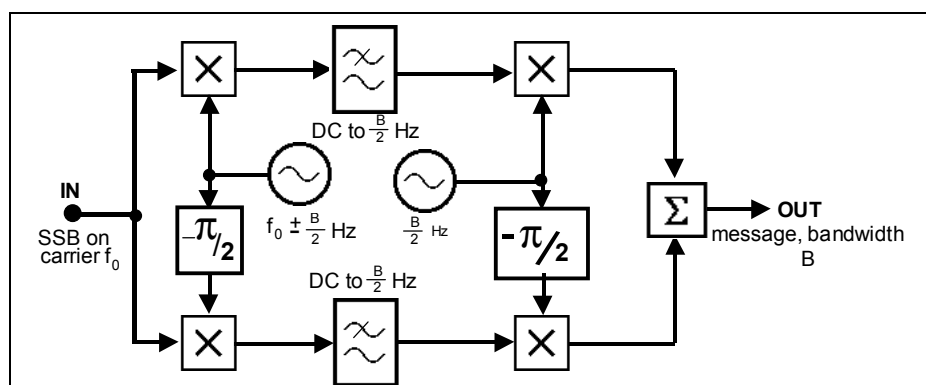 × ×
DC to B/2 Hz
IN
SSB on
carrier f₀
-π/2
f₀ ± B/2 Hz
B/2 Hz
-π/2
Σ
OUT
message, bandwidth
B
DC to B/2 Hz
× ×